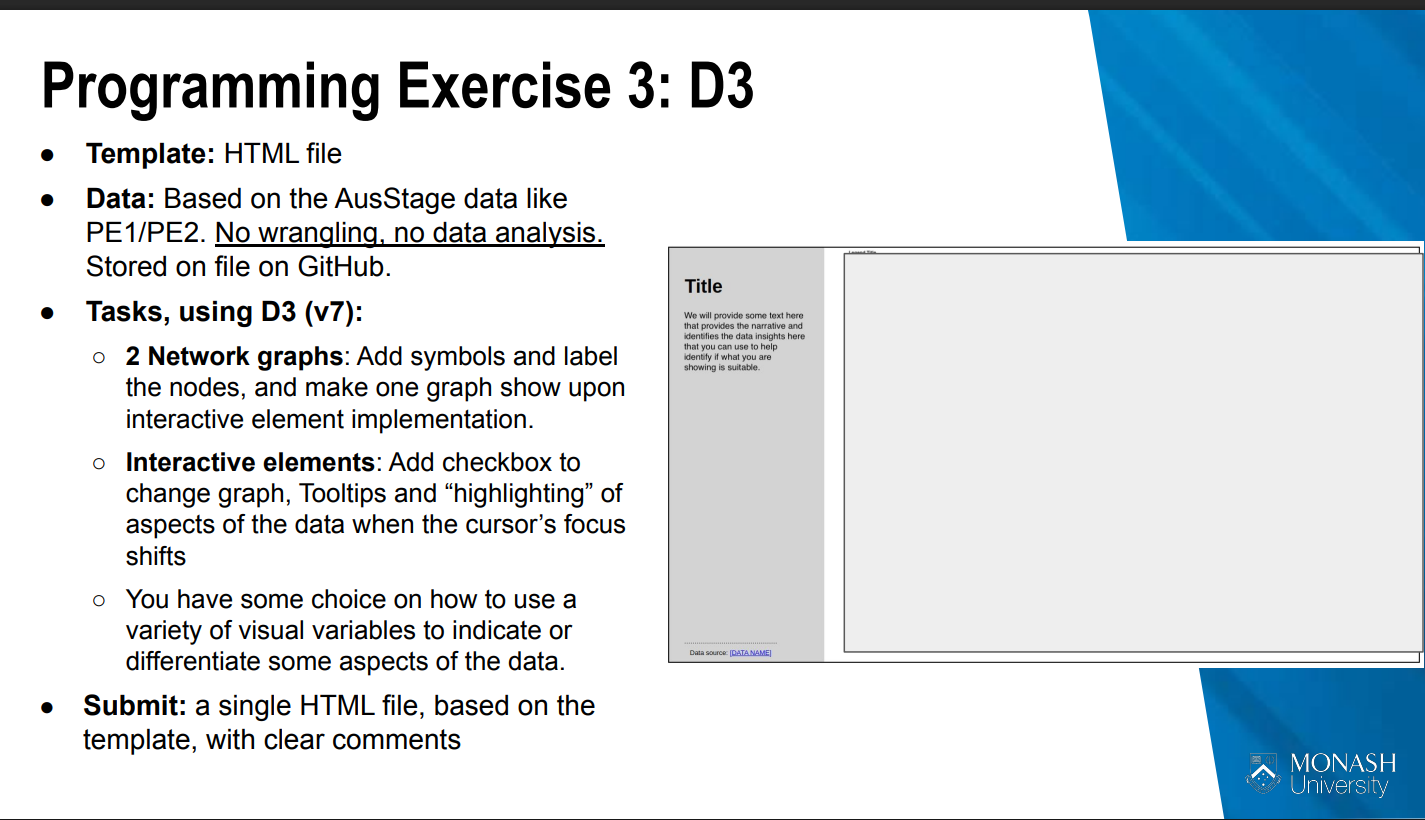 Programming Exercise 3: D3
● Template: HTML file
● Data: Based on the AusStage data like
PE1/PE2. No wrangling, no data analysis.
Stored on file on GitHub.
● Tasks, using D3 (v7):
○ 2 Network graphs: Add symbols and label
the nodes, and make one graph show upon
interactive element implementation.
○ Interactive elements: Add checkbox to
change graph, Tooltips and “highlighting” of
aspects of the data when the cursor’s focus
shifts
○ You have some choice on how to use a
variety of visual variables to indicate or
differentiate some aspects of the data.
● Submit: a single HTML file, based on the
template, with clear comments
Title
We will provide some text here
that provides the narrative and
identifies the data insights here
that you can use to help
identify if what you are
showing is suitable.
Data source: [DATA NAME]
MONASH
University